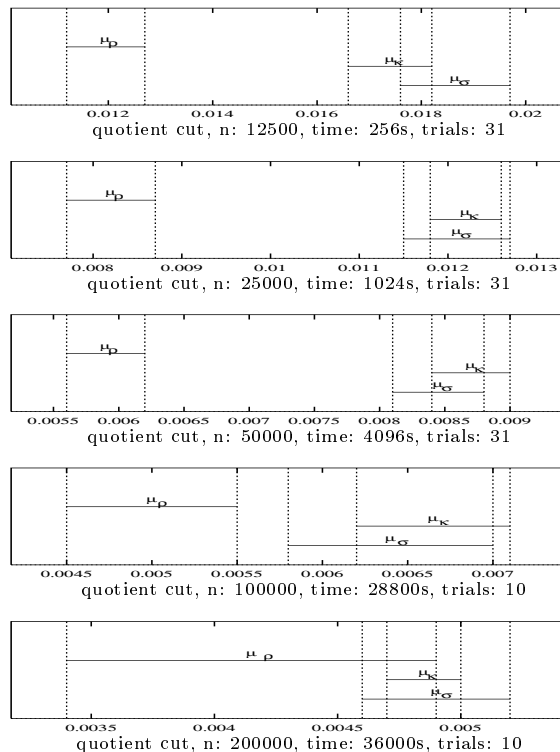 μρ
μκ
μσ
0.012 0.014 0.016 0.018 0.02
quotient cut, n: 12500, time: 256s, trials: 31
μρ
μκ
μσ
0.008 0.009 0.01 0.011 0.012 0.013
quotient cut, n: 25000, time: 1024s, trials: 31
μρ
μκ
μσ
0.0055 0.006 0.0065 0.007 0.0075 0.008 0.0085 0.009
quotient cut, n: 50000, time: 4096s, trials: 31
μρ
μκ
μσ
0.0045 0.005 0.0055 0.006 0.0065 0.007
quotient cut, n: 100000, time: 28800s, trials: 10
μρ
μκ
μσ
0.0035 0.004 0.0045 0.005
quotient cut, n: 200000, time: 36000s, trials: 10